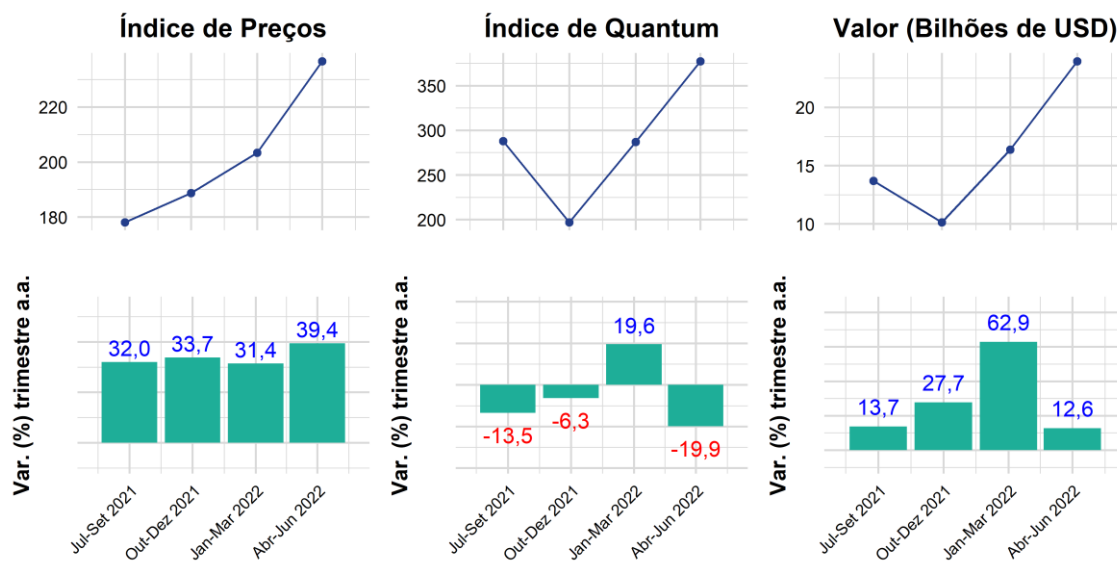 Índice de Preços
220
200
180
Var. (%) trimestre a.a.
32,0
33,7
31,4
39,4
Jul-Set 2021
Out-Dez 2021
Jan-Mar 2022
Abr-Jun 2022
Índice de Quantum
350
300
250
200
Var. (%) trimestre a.a.
-13,5
-6,3
19,6
-19,9
Jul-Set 2021
Out-Dez 2021
Jan-Mar 2022
Abr-Jun 2022
Valor (Bilhões de USD)
20
15
10
Var. (%) trimestre a.a.
13,7
27,7
62,9
12,6
Jul-Set 2021
Out-Dez 2021
Jan-Mar 2022
Abr-Jun 2022